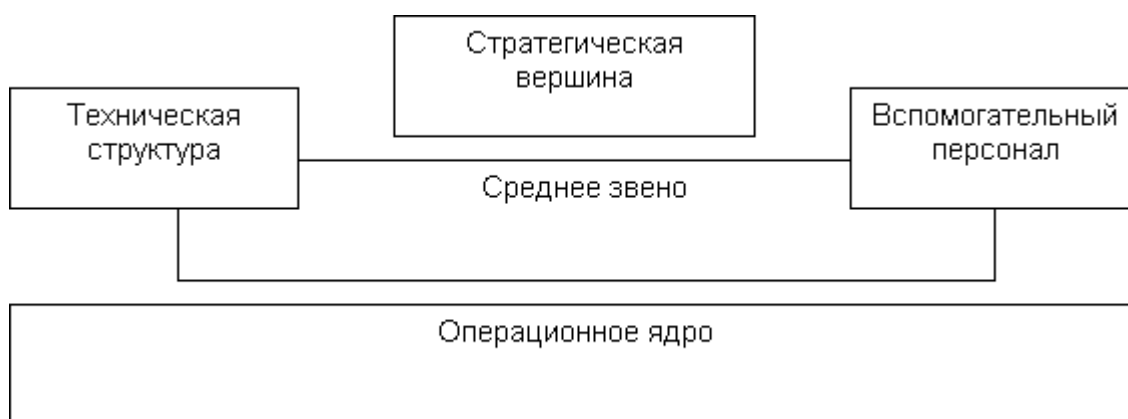 Стратегическая
вершина
Техническая
структура
Вспомогательный
персонал
Среднее звено
Операционное ядро